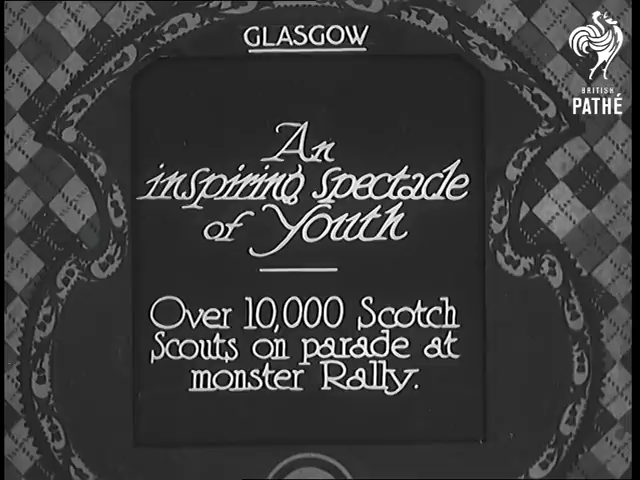 GLASGOW
BRITISH
PATHÉ
An
inspiring spectacle
of Youth
Over 10,000 Scotch
Scouts on parade at
monster Rally.